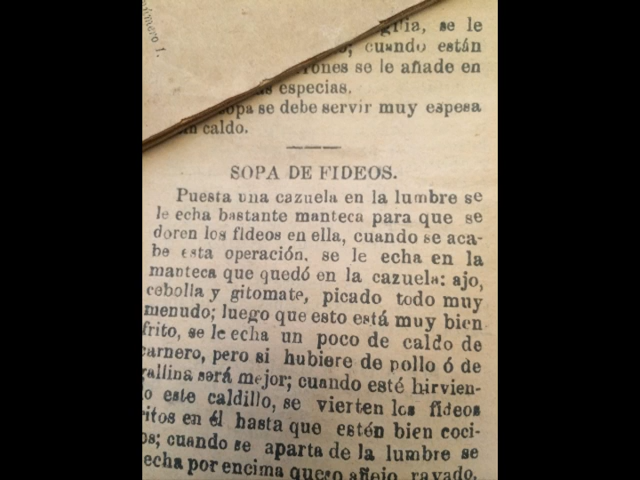 número 1.
se le
cuando están
se le añade en
especias.
se debe servir muy espesa
caldo.
SOPA DE FIDEOS.
Puesta una cazuela en la lumbre se
le echa bastante manteca para que se
doren los fideos en ella, cuando se aca-
be esta operación. se le echa en la
manteca que quedó en la cazuela: ajo,
cebolla y gitomate, picado todo muy
menudo; luego que esto está muy bien
frito, se le echa un poco de caldo de
carnero, pero si hubiere de pollo ó de
gallina será mejor; cuando esté hirvien-
o este caldillo, se vierten los fideos
ritos en él hasta que estén bien coci-
os; cuando se aparta de la lumbre se
echa por encima queso añejo rayado.